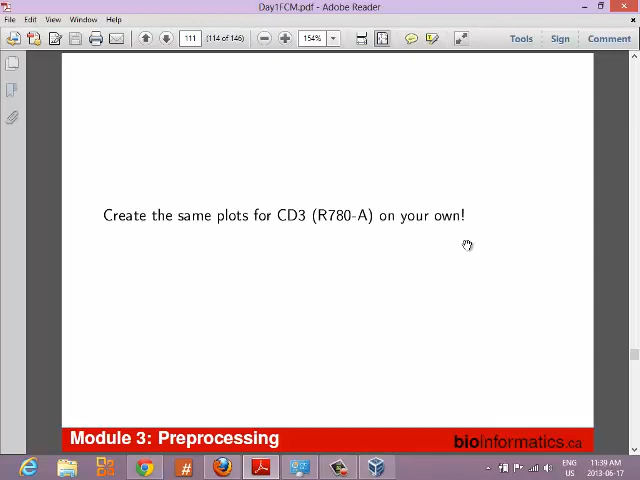 Day1FCM.pdf - Adobe Reader
File Edit View Window Help
111 (114 of 146) 154% Tools Sign Comment
Create the same plots for CD3 (R780-A) on your own!
Module 3: Preprocessing bioinformatics.ca
ENG 11:39 AM
US 2013-06-17